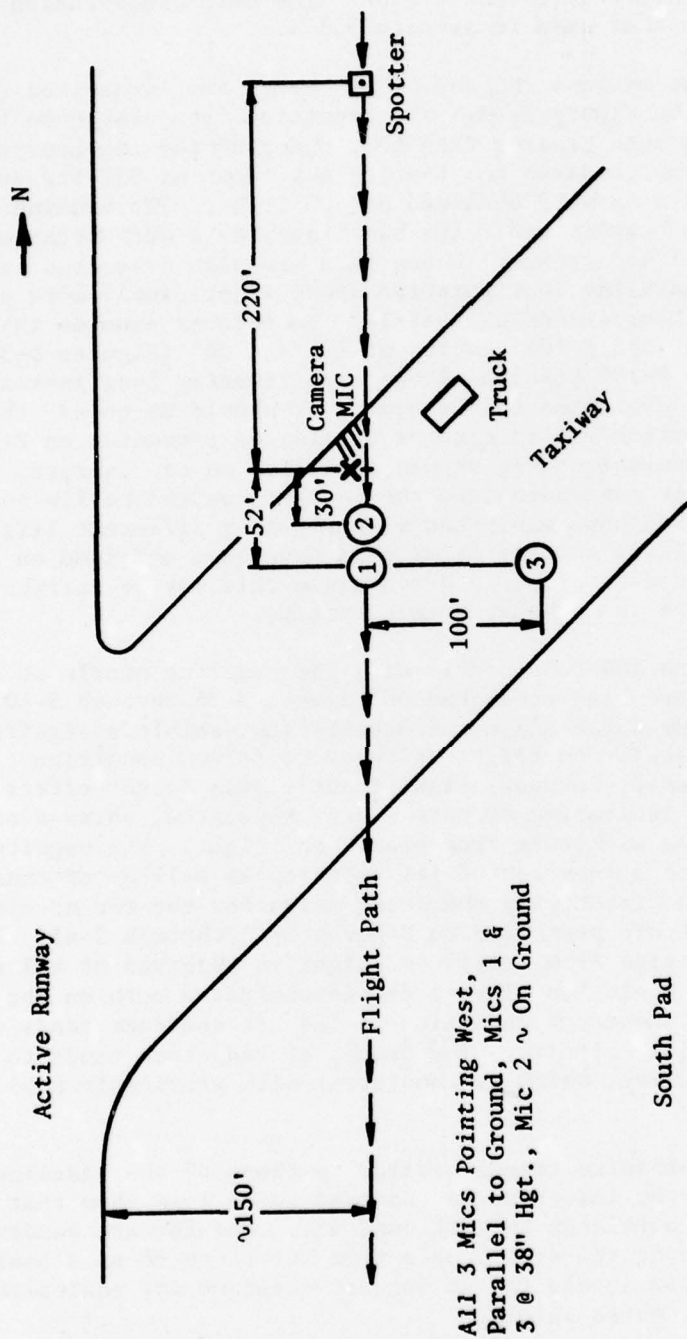 N
Active Runway
220'
Spotter
Camera
MIC
52'
30'
2
1
3
Truck
Taxiway
100'
~150'
Flight Path
All 3 Mics Pointing West,
Parallel to Ground, Mics 1 &
3 @ 38" Hgt., Mic 2 ~ On Ground
South Pad